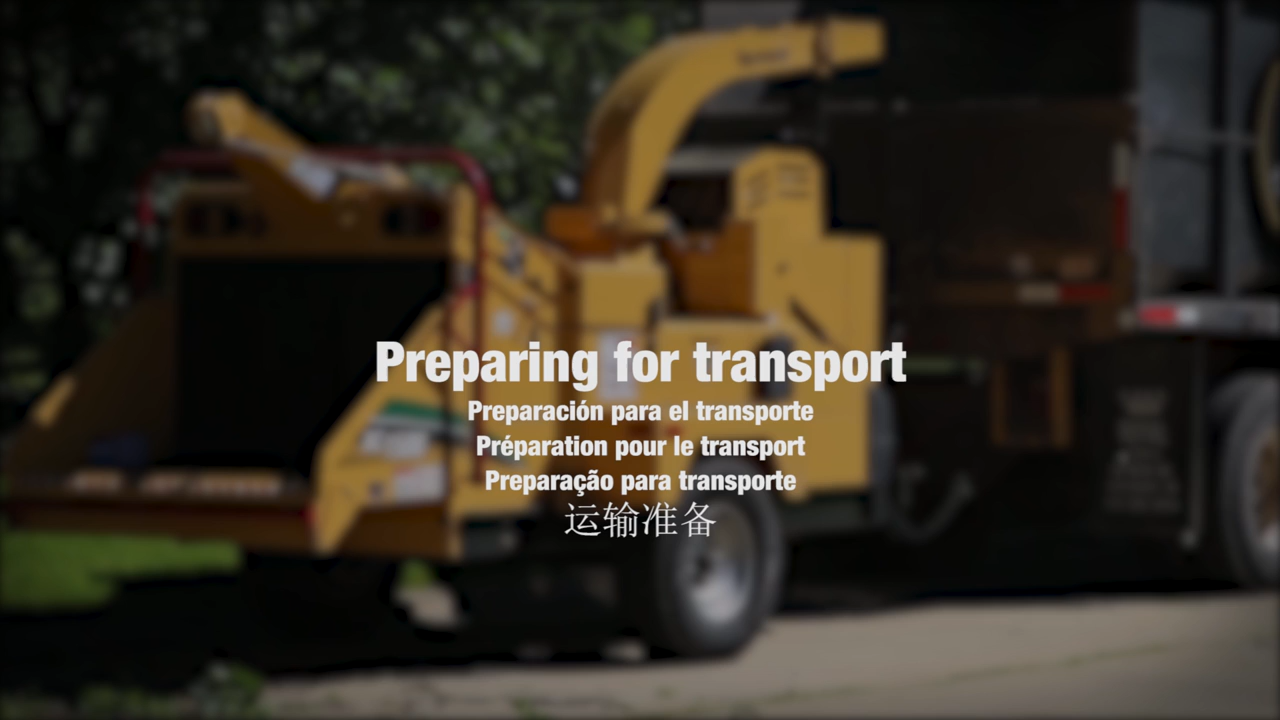 Preparing for transport
Preparación para el transporte
Préparation pour le transport
Preparação para transporte
运输准备